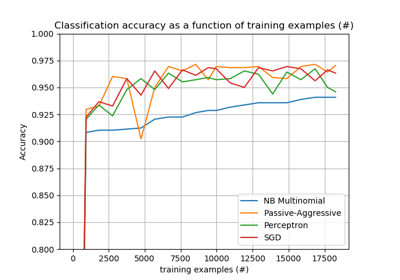 Classification accuracy as a function of training examples (#)
1.000
0.975
0.950
0.925
0.900
0.875
0.850
0.825
0.800
Accuracy
NB Multinomial
Passive-Aggressive
Perceptron
SGD
0 2500 5000 7500 10000 12500 15000 17500
training examples (#)